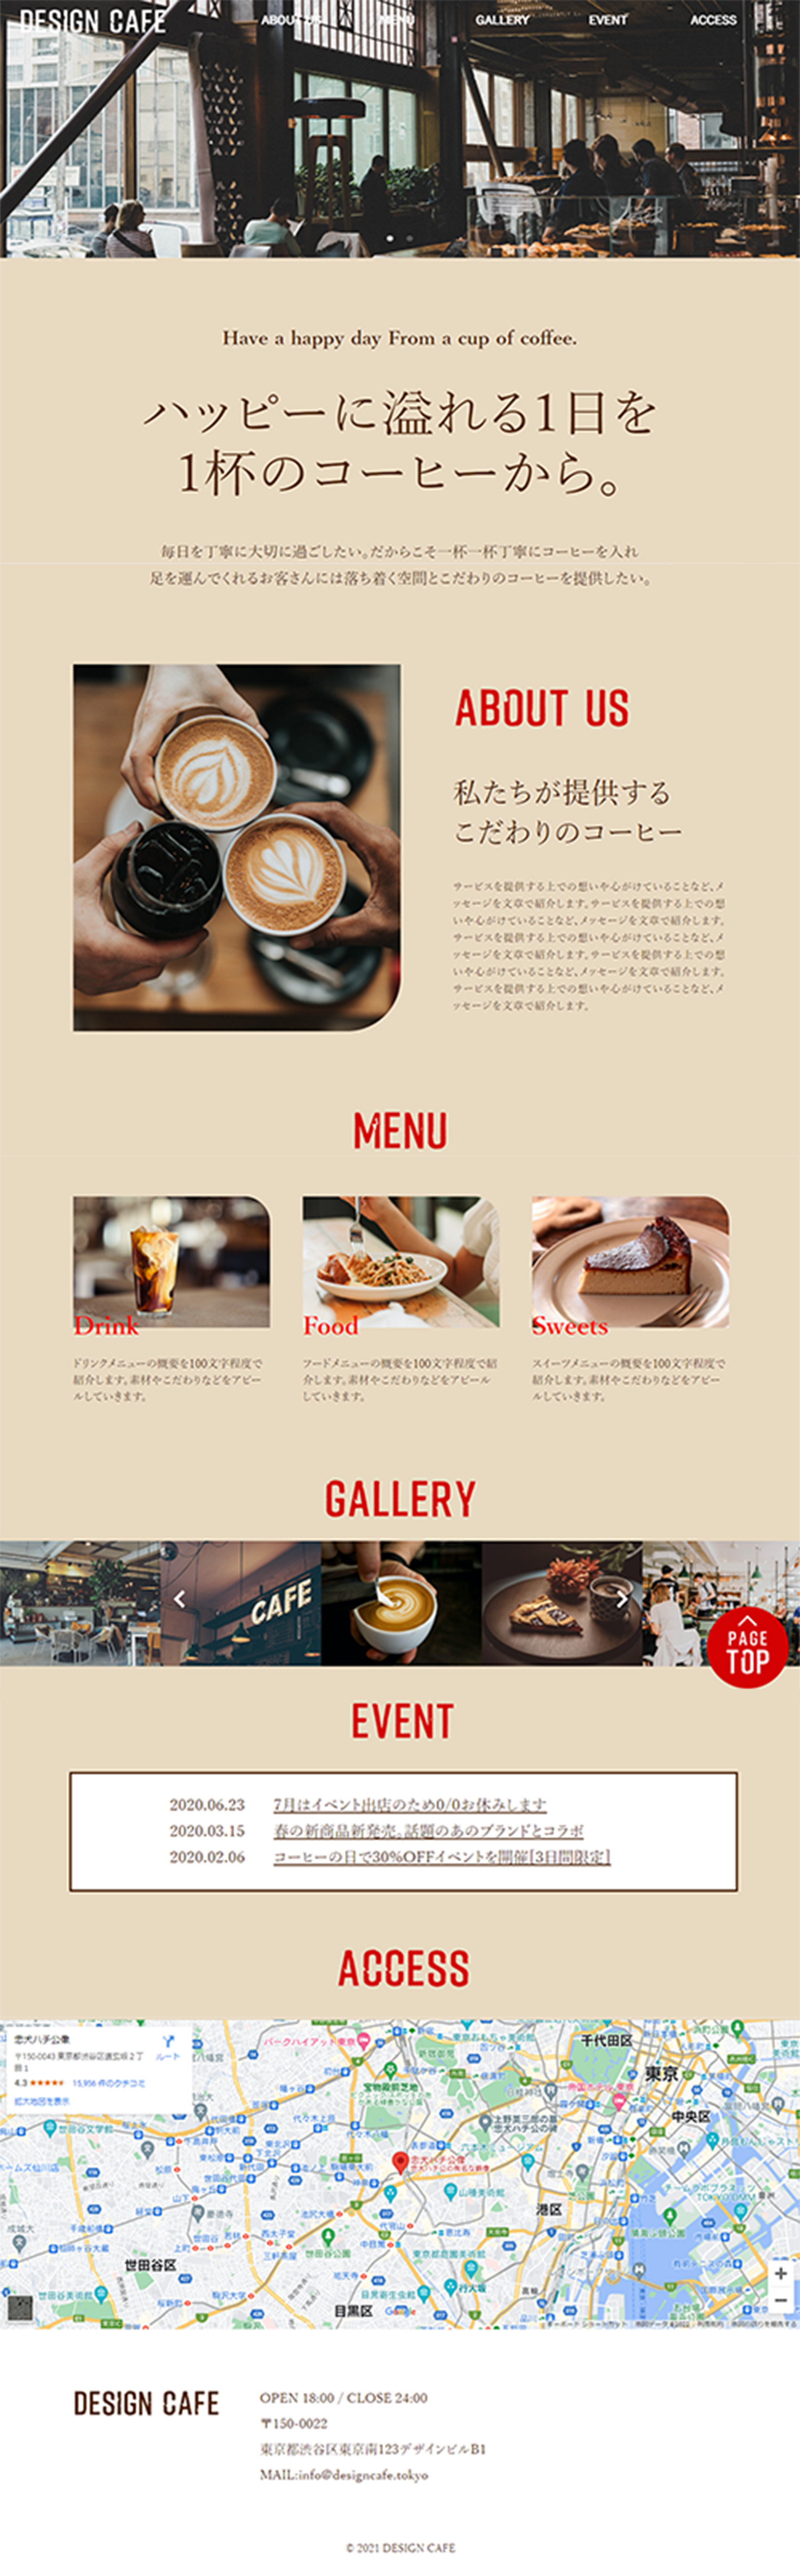 DESIGN CAFE
ABOUT US MENU GALLERY EVENT ACCESS
Have a happy day From a cup of coffee.
ハッピーに溢れる1日を
1杯のコーヒーから。
毎日を丁寧に大切に過ごしたい。だからこそ一杯一杯丁寧にコーヒーを入れ
足を運んでくれるお客さんには落ち着く空間とこだわりのコーヒーを提供したい。
ABOUT US
私たちが提供する
こだわりのコーヒー
サービスを提供する上での想いや心がけていることなど、メ
ッセージを文章で紹介します。サービスを提供する上での想
いや心がけていることなど、メッセージを文章で紹介します。
サービスを提供する上での想いや心がけていることなど、メ
ッセージを文章で紹介します。サービスを提供する上での想
いや心がけていることなど、メッセージを文章で紹介します。
サービスを提供する上での想いや心がけていることなど、メ
ッセージを文章で紹介します。
MENU
Drink
ドリンクメニューの概要を100文字程度で
紹介します。素材やこだわりなどをアピー
ルしていきます。
Food
フードメニューの概要を100文字程度で紹
介します。素材やこだわりなどをアピール
していきます。
Sweets
スイーツメニューの概要を100文字程度で
紹介します。素材やこだわりなどをアピー
ルしていきます。
GALLERY
CAFE
PAGE
TOP
EVENT
2020.06.23 7月はイベント出店のため0/0お休みします
2020.03.15 春の新商品新発売。話題のあのブランドとコラボ
2020.02.06 コーヒーの日で30%OFFイベントを開催[3日間限定]
ACCESS
忠犬ハチ公像
ルート
4.3 15,956 件のクチコミ
拡大地図を表示
パークハイアット東京
千代田区
東京
中央区
忠犬ハチ公像
港区
世田谷区
世田谷公園
目黒区
Google
DESIGN CAFE
OPEN 18:00 / CLOSE 24:00
〒150-0022
東京都渋谷区東京南123デザインビルB1
MAIL:info@designcafe.tokyo
© 2021 DESIGN CAFE